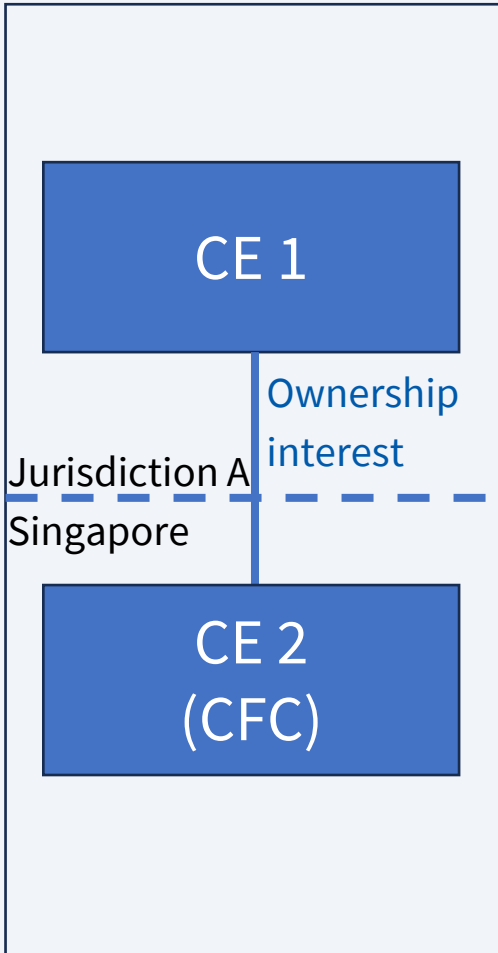 CE 1
Ownership
interest
Jurisdiction A
Singapore
CE 2
(CFC)